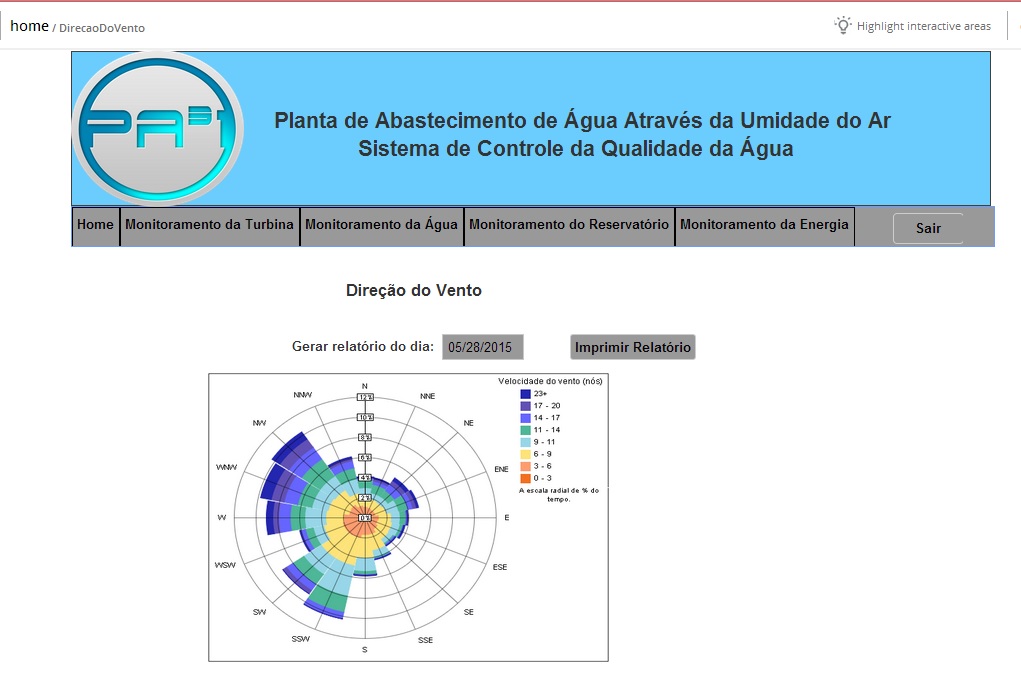 home / DirecaoDoVento
Highlight interactive areas
PA³1
Planta de Abastecimento de Água Através da Umidade do Ar
Sistema de Controle da Qualidade da Água
Home
Monitoramento da Turbina
Monitoramento da Água
Monitoramento do Reservatório
Monitoramento da Energia
Sair
Direção do Vento
Gerar relatório do dia: 05/28/2015
Imprimir Relatório
Velocidade do vento (nós)
23+
17 - 20
14 - 17
11 - 14
9 - 11
6 - 9
3 - 6
0 - 3
A escala radial de % do
tempo.
N
NNE
NE
ENE
E
ESE
SE
SSE
S
SSW
SW
WSW
W
WNW
NW
NNW
12%
10%
8%
6%
4%
2%
0%